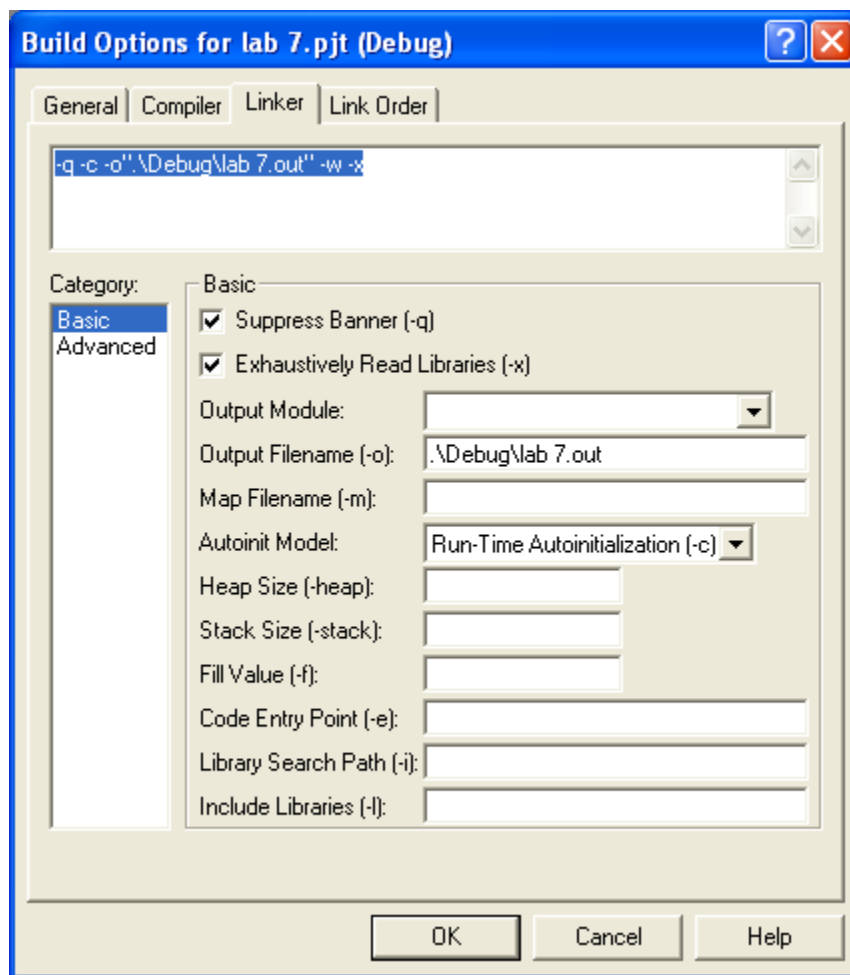 Build Options for lab 7.pjt (Debug)
General Compiler Linker Link Order
-q -c -o".\Debug\lab 7.out" -w -x
Category:
Basic
Advanced
Basic
Suppress Banner (-q)
Exhaustively Read Libraries (-x)
Output Module:
Output Filename (-o): .\Debug\lab 7.out
Map Filename (-m):
Autoinit Model: Run-Time Autoinitialization (-c)
Heap Size (-heap):
Stack Size (-stack):
Fill Value (-f):
Code Entry Point (-e):
Library Search Path (-i):
Include Libraries (-l):
OK Cancel Help